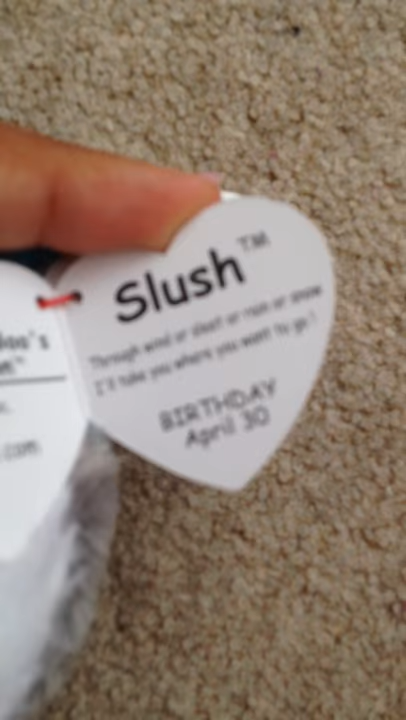 Slush™
Through wind or sleet or rain or snow
I'll take you where you want to go!
BIRTHDAY
April 30
.com